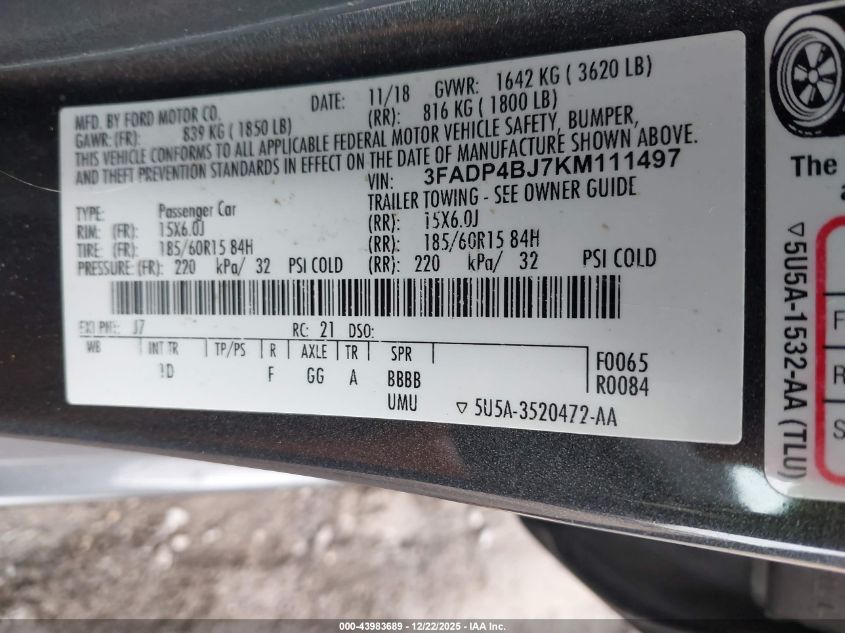 MFD. BY FORD MOTOR CO.
DATE: 11/18 GVWR: 1642 KG ( 3620 LB)
GAWR: (FR): 839 KG ( 1850 LB) (RR): 816 KG ( 1800 LB)
THIS VEHICLE CONFORMS TO ALL APPLICABLE FEDERAL MOTOR VEHICLE SAFETY, BUMPER,
AND THEFT PREVENTION STANDARDS IN EFFECT ON THE DATE OF MANUFACTURE SHOWN ABOVE.
VIN: 3FADP4BJ7KM111497
TYPE: Passenger Car TRAILER TOWING - SEE OWNER GUIDE
RIM: (FR): 15X6.0J (RR): 15X6.0J
TIRE: (FR): 185/60R15 84H (RR): 185/60R15 84H
PRESSURE: (FR): 220 kPa/ 32 PSI COLD (RR): 220 kPa/ 32 PSI COLD
EXT PNT: J7 RC: 21 DSO:
WB INT TR TP/PS R AXLE TR SPR
D F GG A BBBB
UMU
F0065
R0084
▽ 5U5A-3520472-AA
The
▽5U5A-1532-AA (TLU)
F
R
S
000-43983689 - 12/22/2025 - IAA Inc.